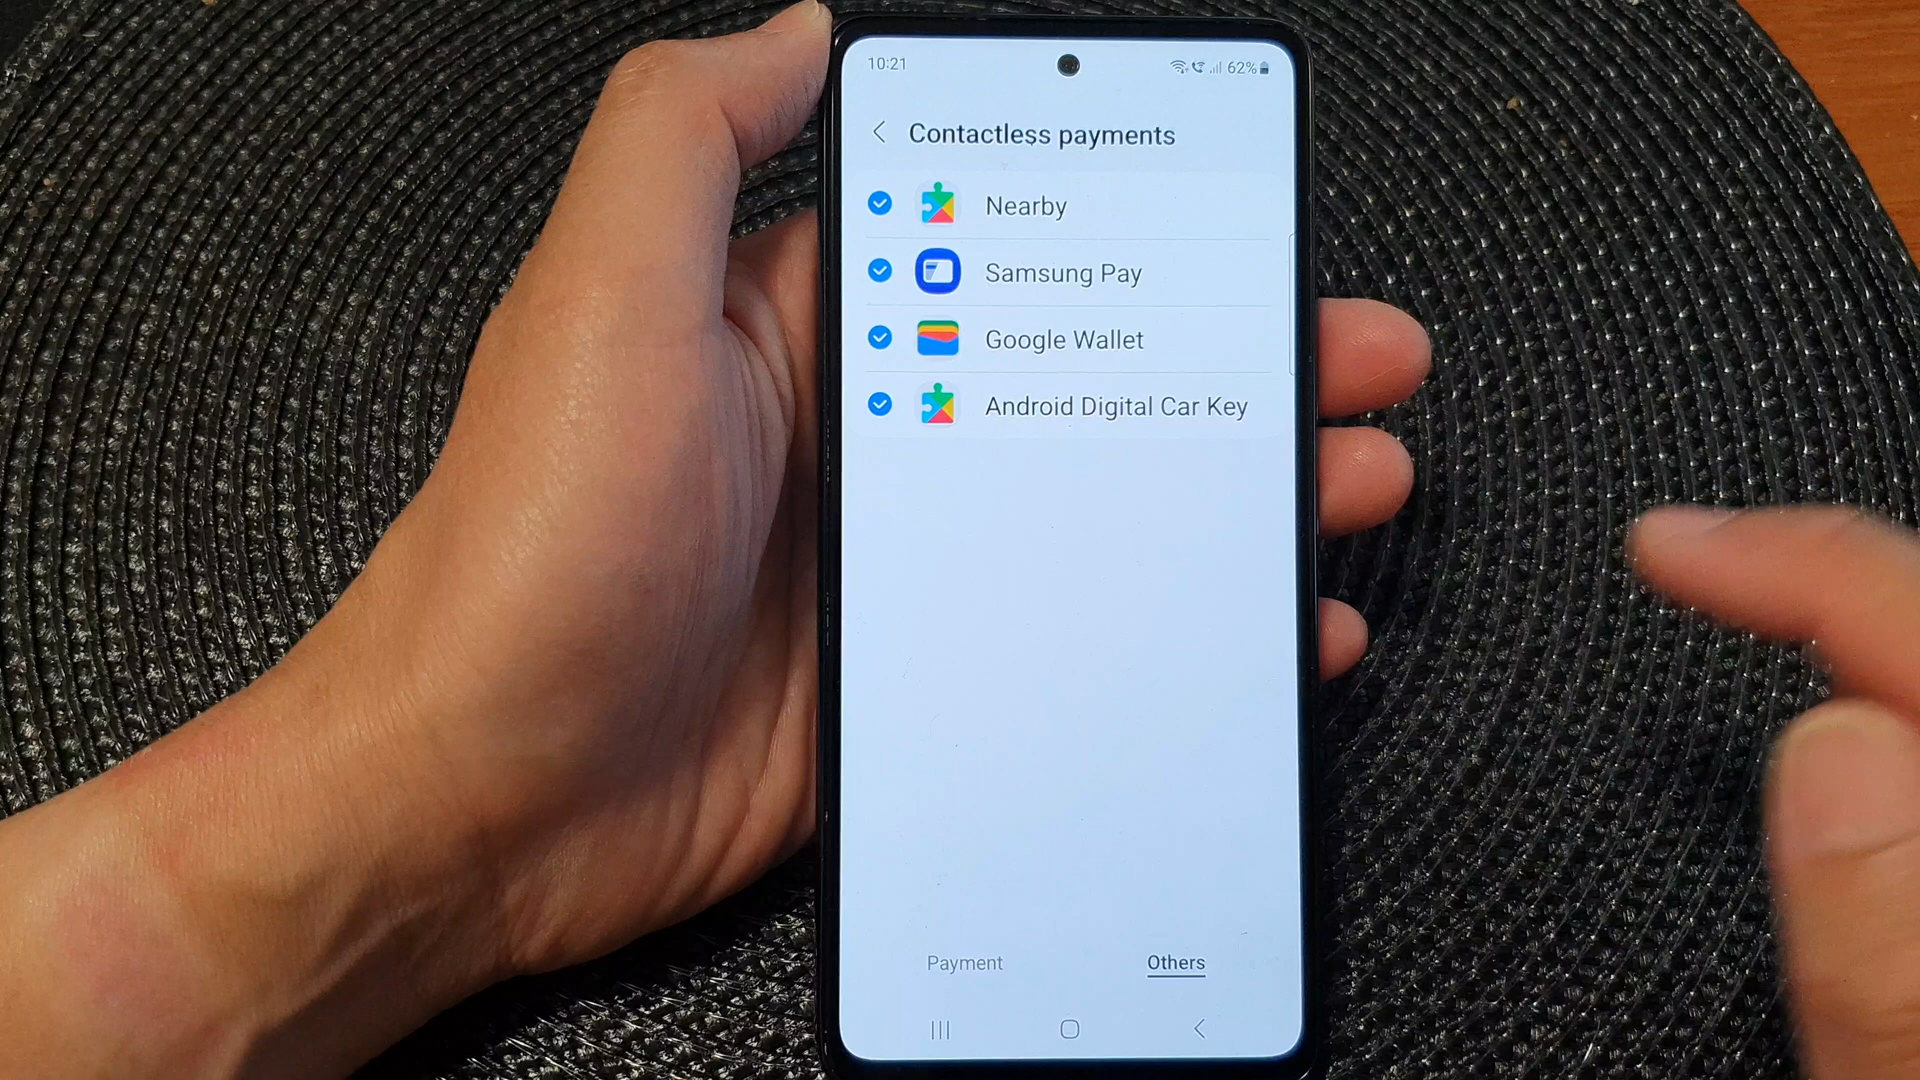 10:21
62%
Contactless payments
Nearby
Samsung Pay
Google Wallet
Android Digital Car Key
Payment
Others